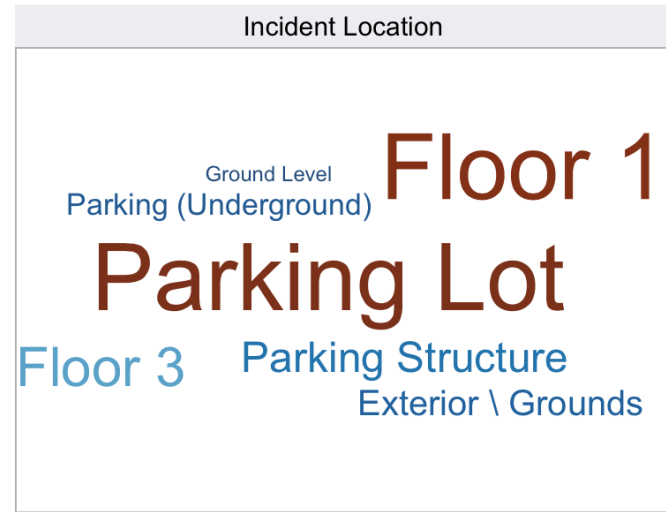 Incident Location
Floor 1
Ground Level
Parking (Underground)
Parking Lot
Floor 3
Parking Structure
Exterior \ Grounds